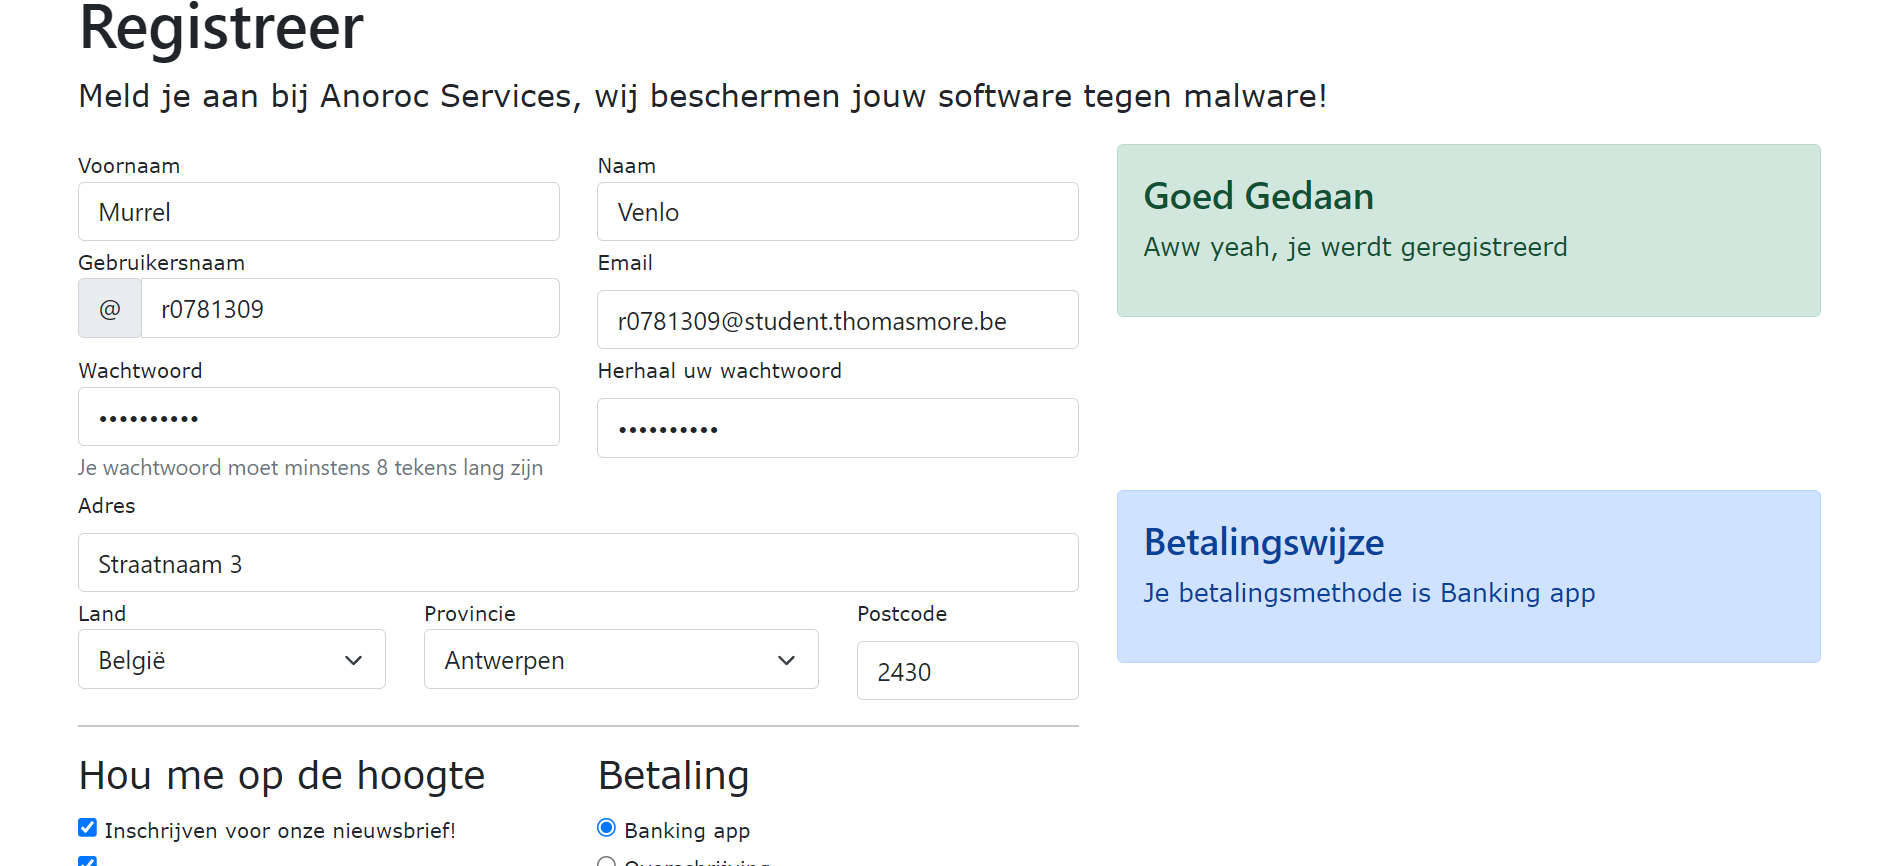 Registreer
Meld je aan bij Anoroc Services, wij beschermen jouw software tegen malware!
Voornaam
Naam
Murrel
Venlo
Gebruikersnaam
Email
@ r0781309
r0781309@student.thomasmore.be
Wachtwoord
Herhaal uw wachtwoord
••••••••••
••••••••••
Je wachtwoord moet minstens 8 tekens lang zijn
Adres
Straatnaam 3
Land
Provincie
Postcode
België
Antwerpen
2430
Hou me op de hoogte
Inschrijven voor onze nieuwsbrief!
Betaling
Banking app
Overschrijving
Goed Gedaan
Aww yeah, je werdt geregistreerd
Betalingswijze
Je betalingsmethode is Banking app